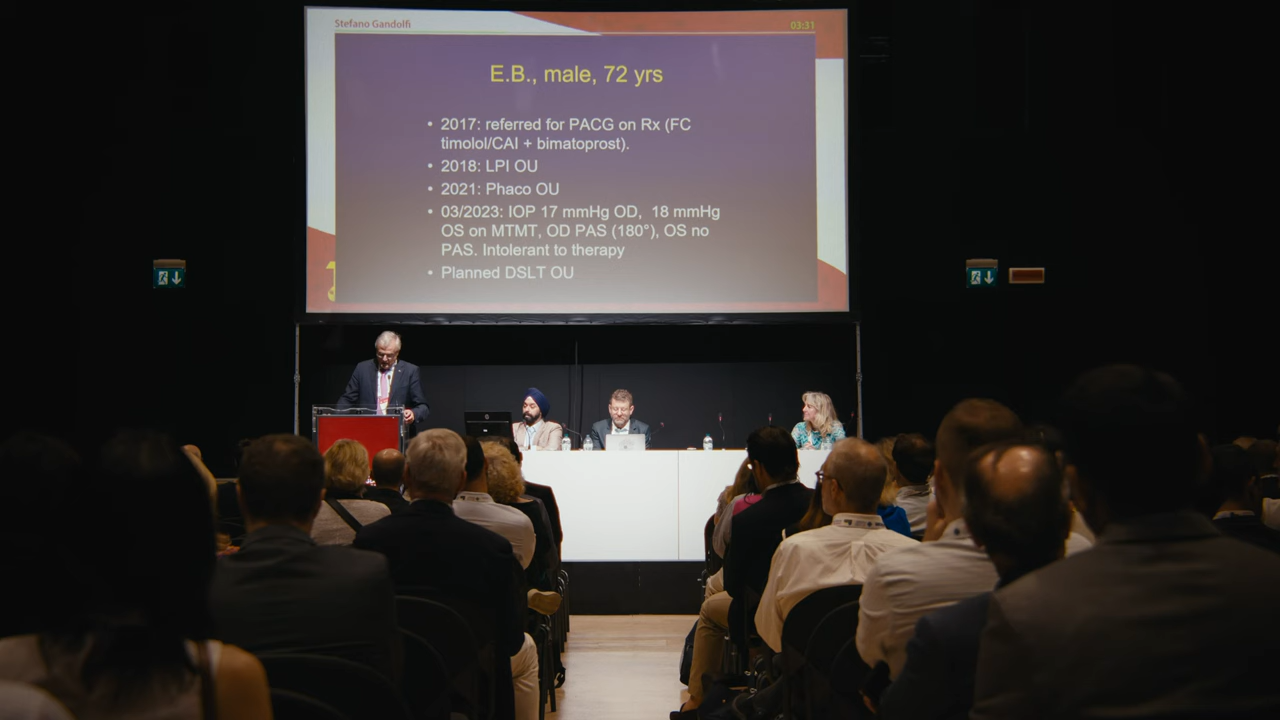 Stefano Gandolfi
03:31
E.B., male, 72 yrs
• 2017: referred for PACG on Rx (FC
timolol/CAI + bimatoprost).
• 2018: LPI OU
• 2021: Phaco OU
• 03/2023: IOP 17 mmHg OD, 18 mmHg
OS on MTMT, OD PAS (180°), OS no
PAS. Intolerant to therapy
• Planned DSLT OU